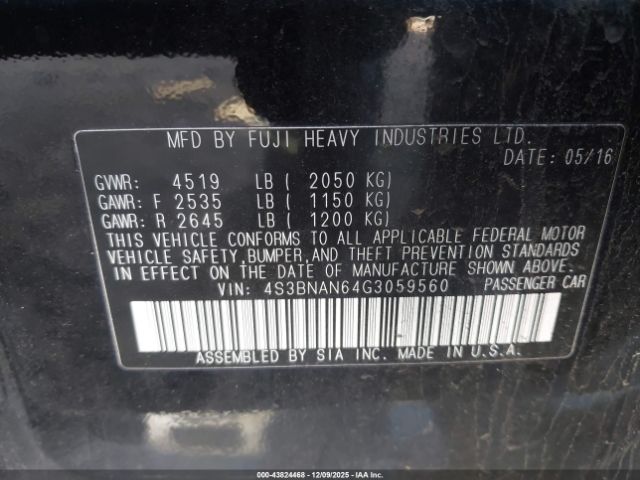 MFD BY FUJI HEAVY INDUSTRIES LTD.
DATE: 05/16
GVWR: 4519 LB ( 2050 KG)
GAWR: F 2535 LB ( 1150 KG)
GAWR: R 2645 LB ( 1200 KG)
THIS VEHICLE CONFORMS TO ALL APPLICABLE FEDERAL MOTOR
VEHICLE SAFETY,BUMPER,AND THEFT PREVENTION STANDARDS
IN EFFECT ON THE DATE OF MANUFACTURE SHOWN ABOVE.
VIN: 4S3BNAN64G3059560 PASSENGER CAR
ASSEMBLED BY SIA INC. MADE IN U.S.A.
000-43824468 - 12/09/2025 - IAA Inc.